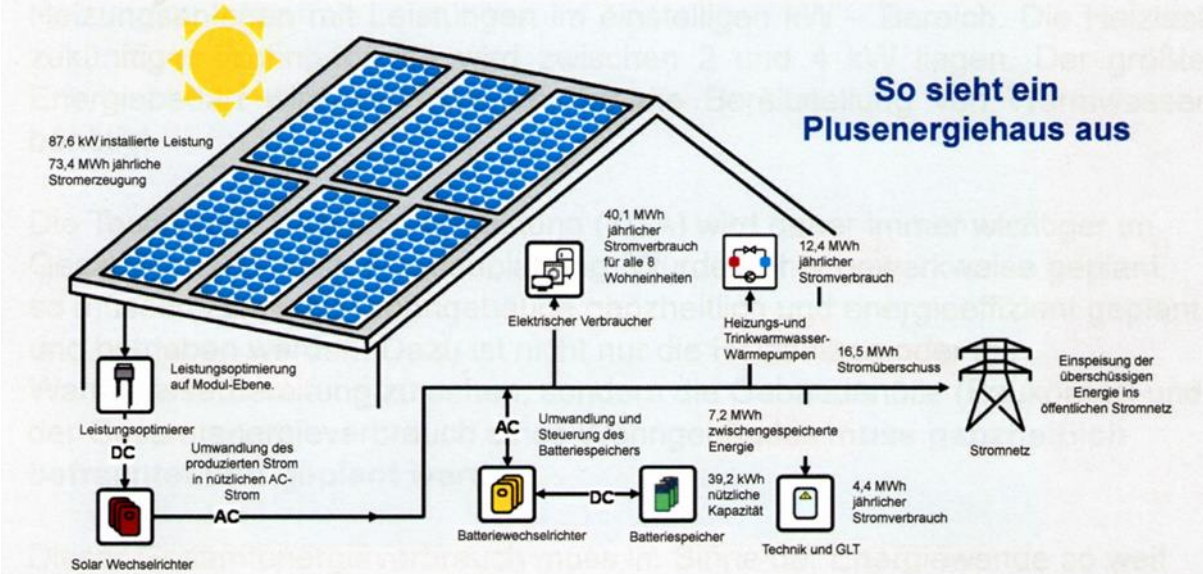 So sieht ein
Plusenergiehaus aus
87,6 kW installierte Leistung
73,4 MWh jährliche
Stromerzeugung
40,1 MWh
jährlicher
Stromverbrauch
für alle 8
Wohneinheiten
Elektrischer Verbraucher
12,4 MWh
jährlicher
Stromverbrauch
Heizungs-und
Trinkwarmwasser-
Wärmepumpen
16,5 MWh
Stromüberschuss
Einspeisung der
überschüssigen
Energie ins
öffentlichen Stromnetz
Stromnetz
Leistungsoptimierung
auf Modul-Ebene.
Leistungsoptimierer
DC
Umwandlung des
produzierten Strom
in nützlichen AC-
Strom
AC
Solar Wechselrichter
AC
Umwandlung und
Steuerung des
Batteriespeichers
7,2 MWh
zwischengespeicherte
Energie
Batteriewechselrichter
DC
39,2 kWh
nützliche
Kapazität
Batteriespeicher
4,4 MWh
jährlicher
Stromverbrauch
Technik und GLT